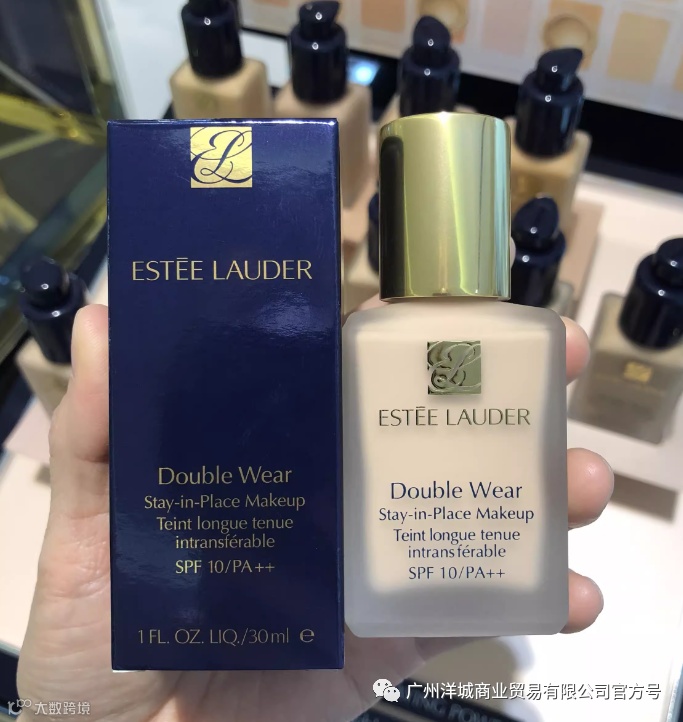 ESTĒE LAUDER
Double Wear
Stay-in-Place Makeup
Teint longue tenue
intransférable
SPF 10/PA++
1 FL. OZ. LIQ./30 ml ℮
ESTĒE LAUDER
Double Wear
Stay-in-Place Makeup
Teint longue tenue
intransférable
SPF 10/PA++
广州洋城商业贸易有限公司官方号
大数跨境